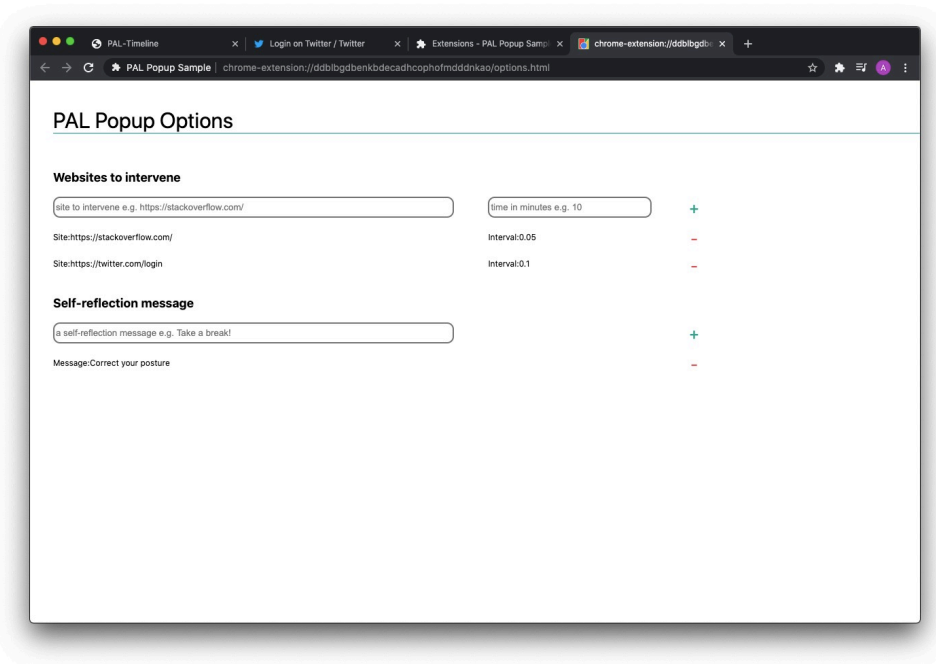 PAL-Timeline
Login on Twitter / Twitter
Extensions - PAL Popup Sampl
chrome-extension://ddblbgdbe
PAL Popup Sample | chrome-extension://ddblbgdbenkbdecadhcophofmdddnkao/options.html
A
PAL Popup Options
Websites to intervene
site to intervene e.g. https://stackoverflow.com/ time in minutes e.g. 10 +
Site:https://stackoverflow.com/ Interval:0.05 -
Site:https://twitter.com/login Interval:0.1 -
Self-reflection message
a self-reflection message e.g. Take a break! +
Message:Correct your posture -